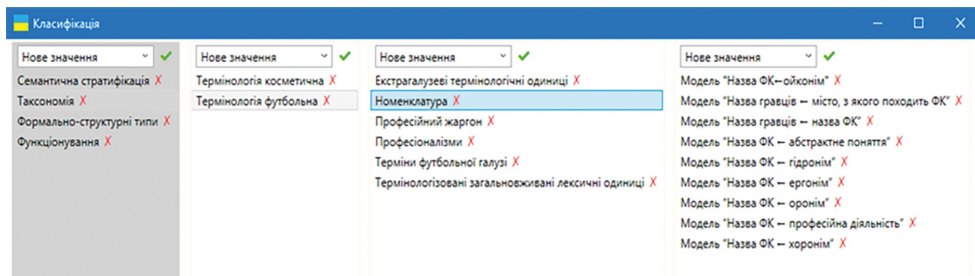 Класифікація
Нове значення
Семантична стратифікація
Таксономія
Формально-структурні типи
Функціонування
Нове значення
Термінологія косметична
Термінологія футбольна
Нове значення
Екстрагалузеві термінологічні одиниці
Номенклатура
Професійний жаргон
Професіоналізми
Терміни футбольної галузі
Термінологізовані загальновживані лексичні одиниці
Нове значення
Модель "Назва ФК←ойконім"
Модель "Назва гравців ← місто, з якого походить ФК"
Модель "Назва гравців ← назва ФК"
Модель "Назва ФК ← абстрактне поняття"
Модель "Назва ФК ← гідронім"
Модель "Назва ФК ← ергонім"
Модель "Назва ФК ← оронім"
Модель "Назва ФК ← професійна діяльність"
Модель "Назва ФК ← хоронім"